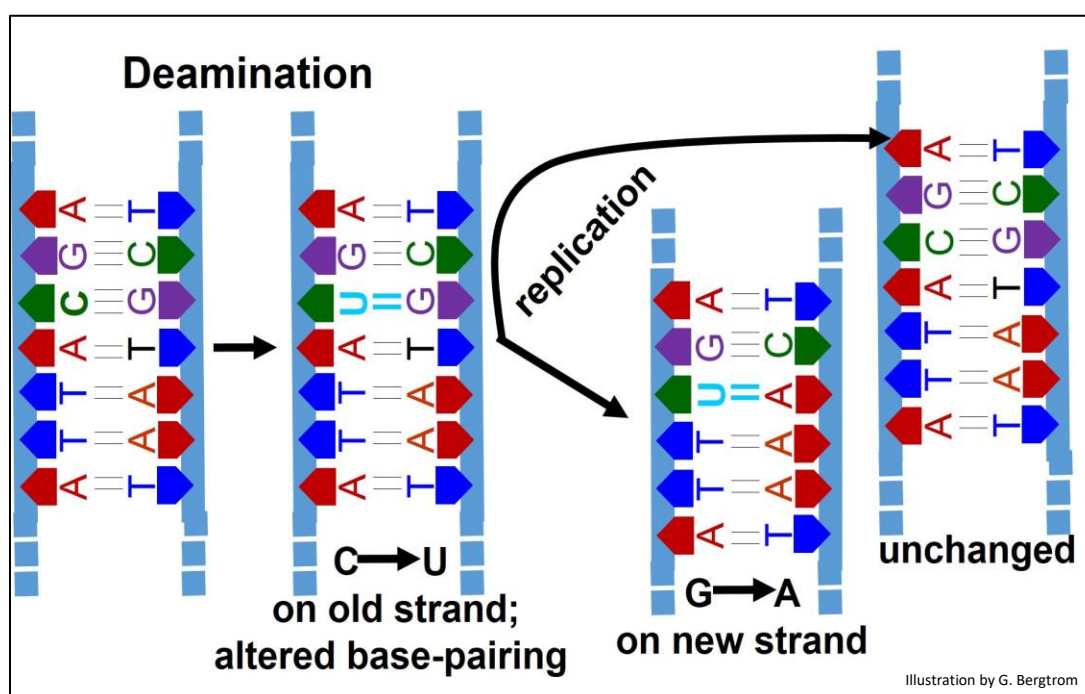 Deamination
A T
G C
C G
A T
T A
T A
A T
A T
G C
U G
A T
T A
T A
A T
C U
on old strand;
altered base-pairing
replication
A T
G C
U A
T A
T A
A T
G A
on new strand
A T
G C
C G
A T
T A
T A
A T
unchanged
Illustration by G. Bergtrom